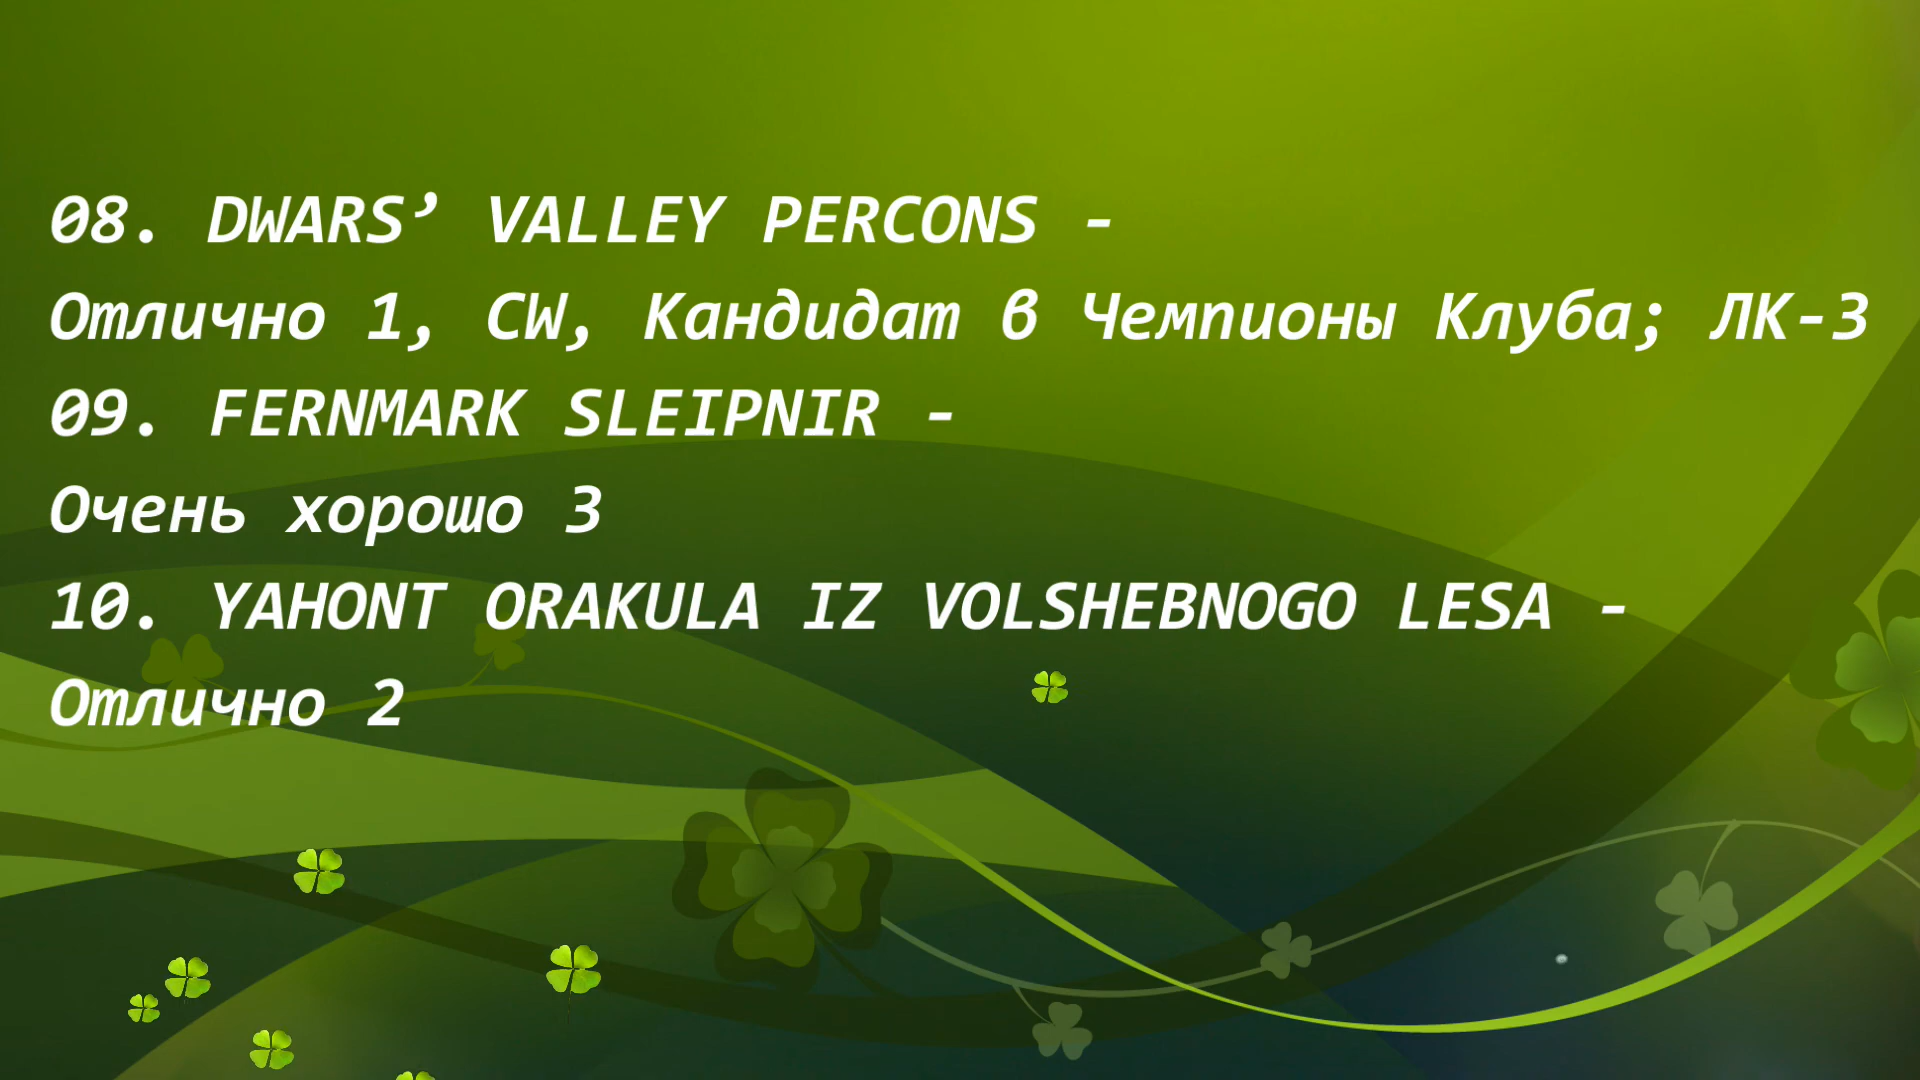 08. DWARS’ VALLEY PERCONS -
Отлично 1, CW, Кандидат в Чемпионы Клуба; ЛК-3
09. FERNMARK SLEIPNIR -
Очень хорошо 3
10. YAHONT ORAKULA IZ VOLSHEBNOGO LESA -
Отлично 2